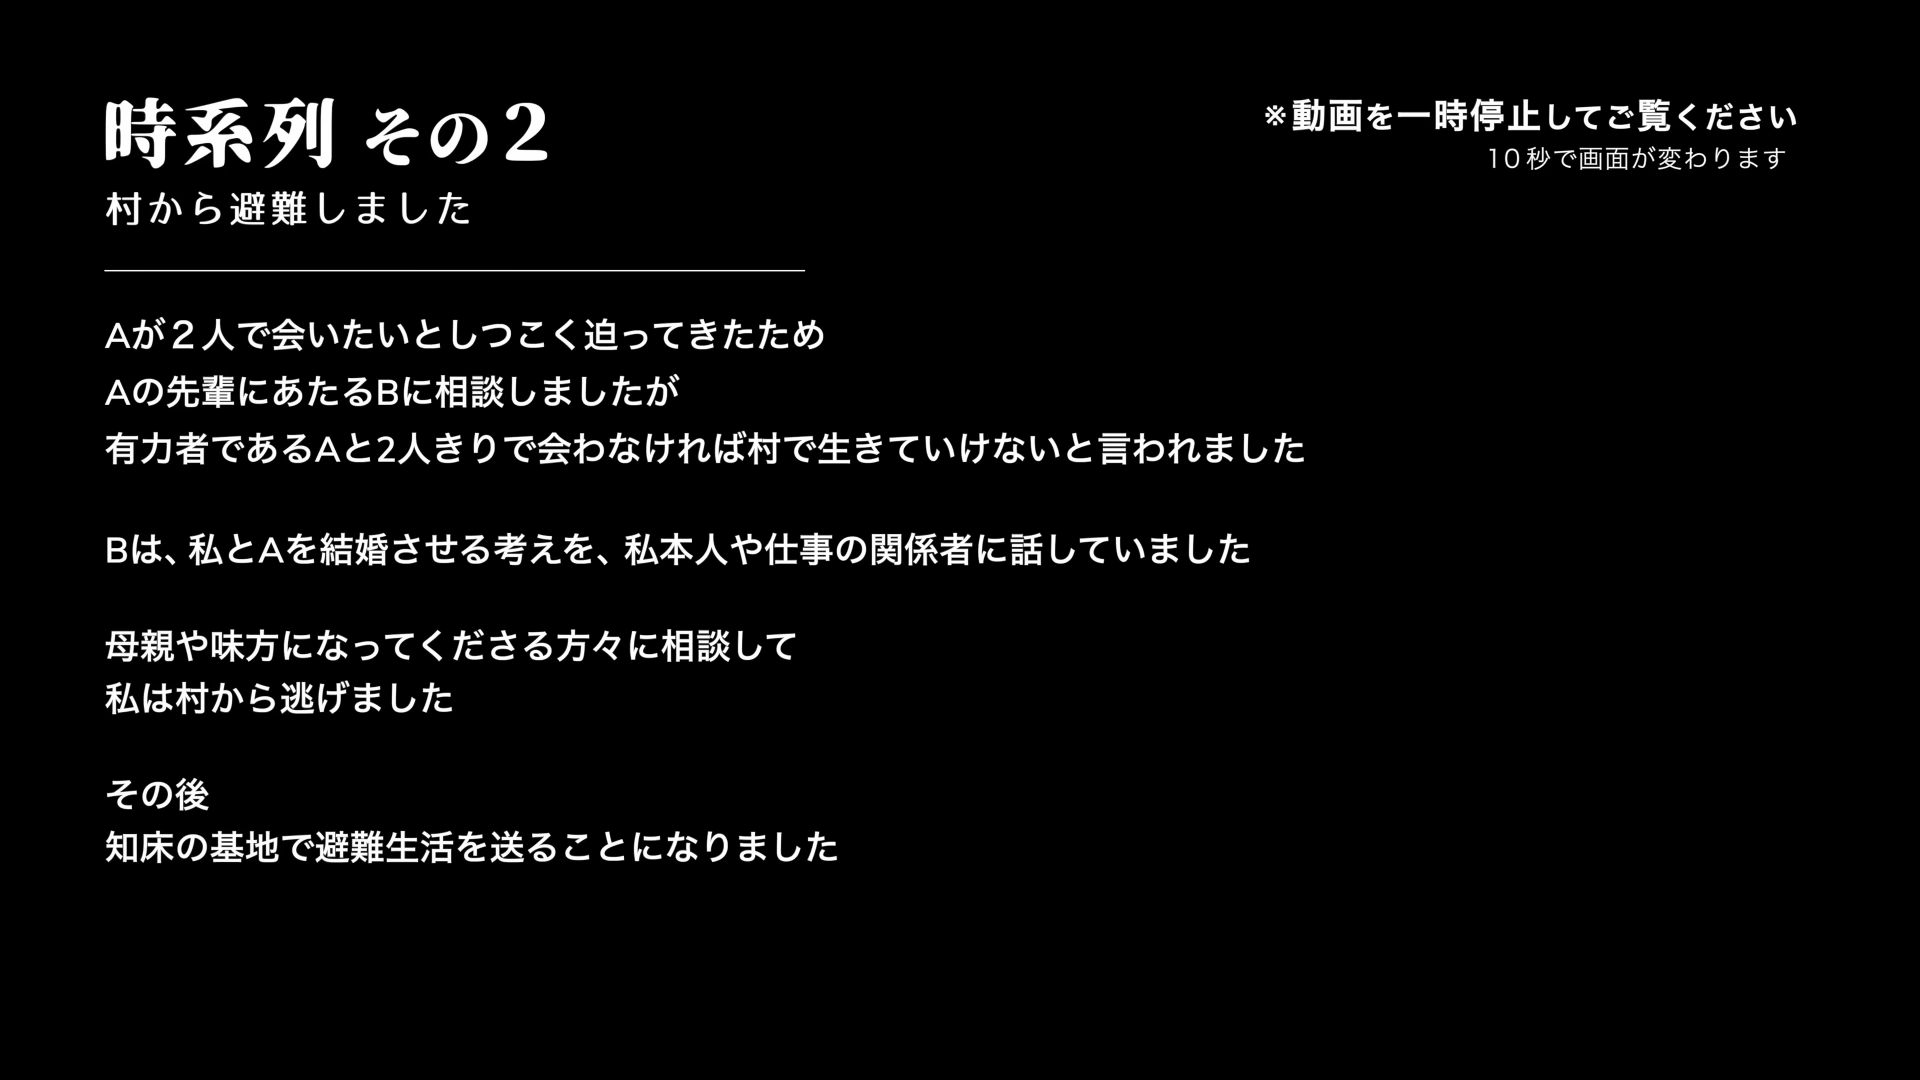 時系列 その2
村から避難しました
※動画を一時停止してご覧ください
10秒で画面が変わります
Aが２人で会いたいとしつこく迫ってきたため
Aの先輩にあたるBに相談しましたが
有力者であるAと2人きりで会わなければ村で生きていけないと言われました
Bは、私とAを結婚させる考えを、私本人や仕事の関係者に話していました
母親や味方になってくださる方々に相談して
私は村から逃げました
その後
知床の基地で避難生活を送ることになりました